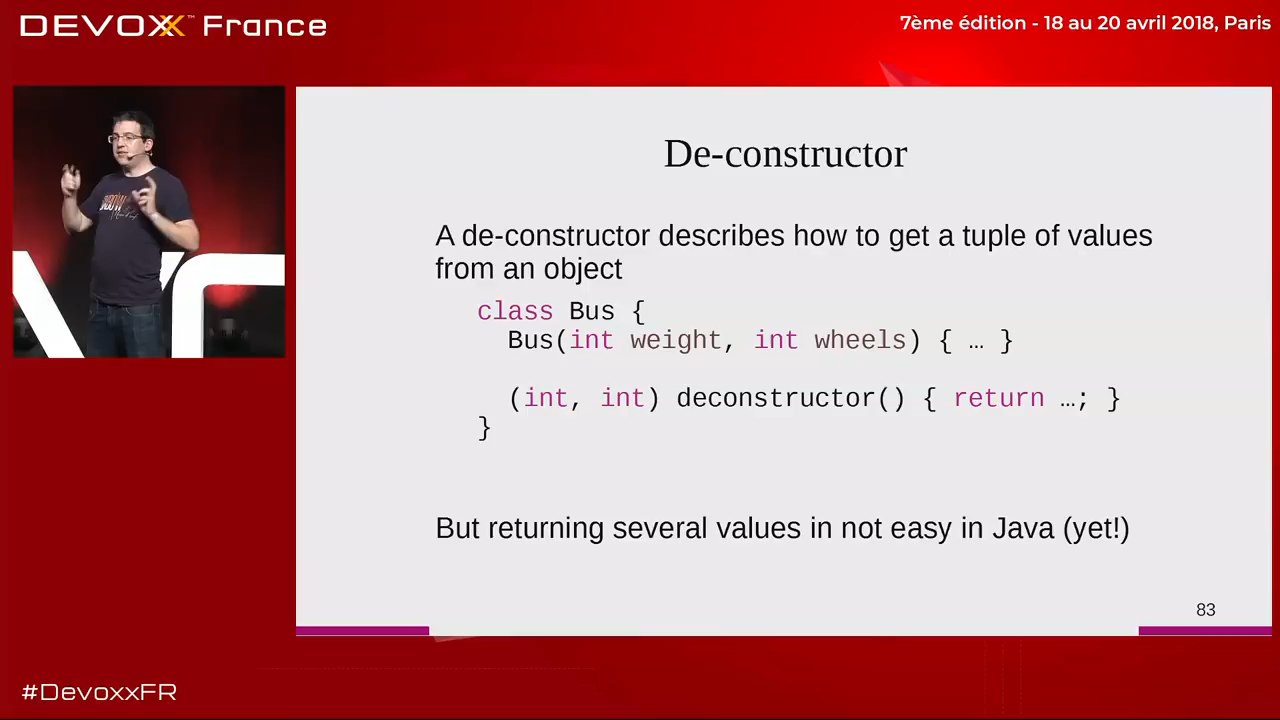 DEVOXX™ France
7ème édition - 18 au 20 avril 2018, Paris
De-constructor
A de-constructor describes how to get a tuple of values
from an object
class Bus {
Bus(int weight, int wheels) { … }
(int, int) deconstructor() { return …; }
}
But returning several values in not easy in Java (yet!)
83
#DevoxxFR